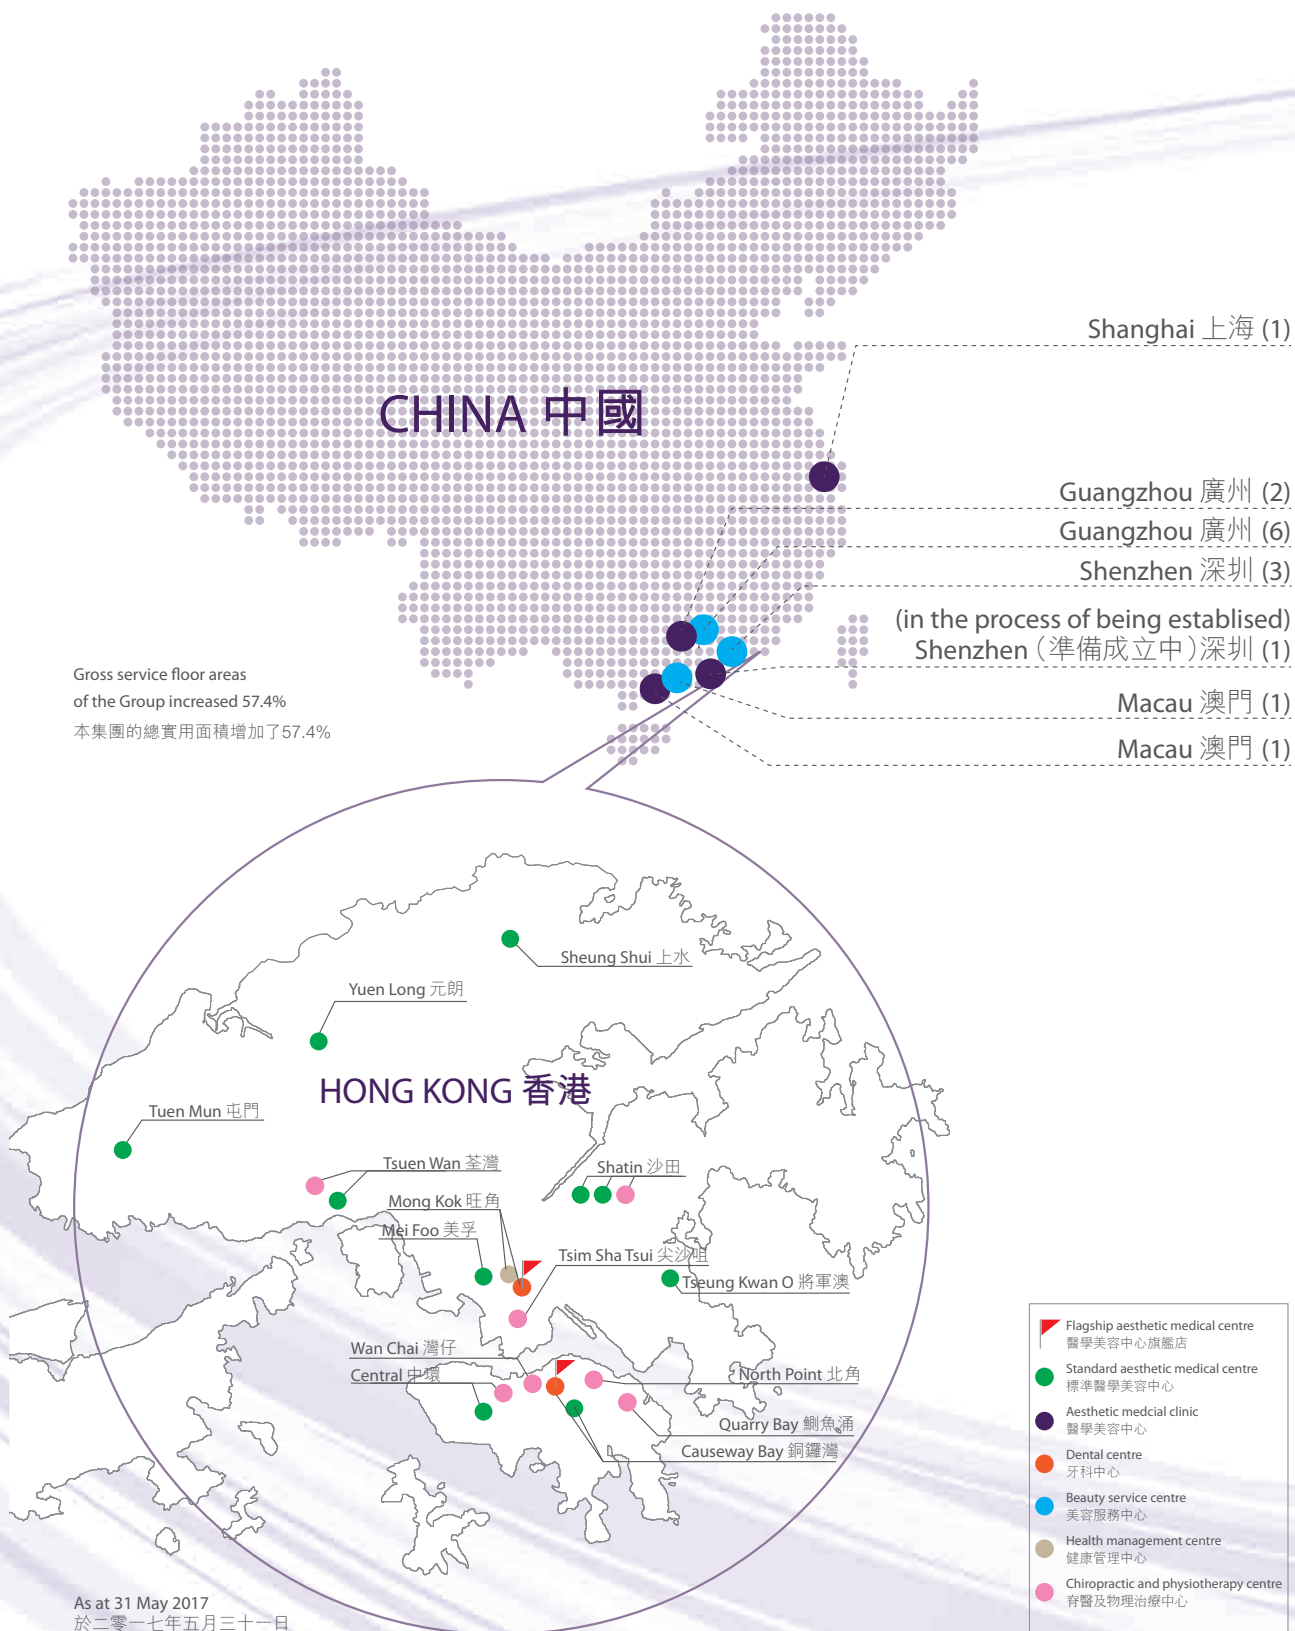 CHINA 中國
Shanghai 上海 (1)
Guangzhou 廣州 (2)
Guangzhou 廣州 (6)
Shenzhen 深圳 (3)
(in the process of being establised)
Shenzhen（準備成立中）深圳 (1)
Macau 澳門 (1)
Macau 澳門 (1)
Gross service floor areas
of the Group increased 57.4%
本集團的總實用面積增加了57.4%
Sheung Shui 上水
Yuen Long 元朗
HONG KONG 香港
Tuen Mun 屯門
Tsuen Wan 荃灣
Shatin 沙田
Mong Kok 旺角
Mei Foo 美孚
Tsim Sha Tsui 尖沙咀
Tseung Kwan O 將軍澳
Wan Chai 灣仔
Central 中環
North Point 北角
Quarry Bay 鰂魚涌
Causeway Bay 銅鑼灣
Flagship aesthetic medical centre
醫學美容中心旗艦店
Standard aesthetic medical centre
標準醫學美容中心
Aesthetic medcial clinic
醫學美容中心
Dental centre
牙科中心
Beauty service centre
美容服務中心
Health management centre
健康管理中心
Chiropractic and physiotherapy centre
脊醫及物理治療中心
As at 31 May 2017
於二零一七年五月三十一日